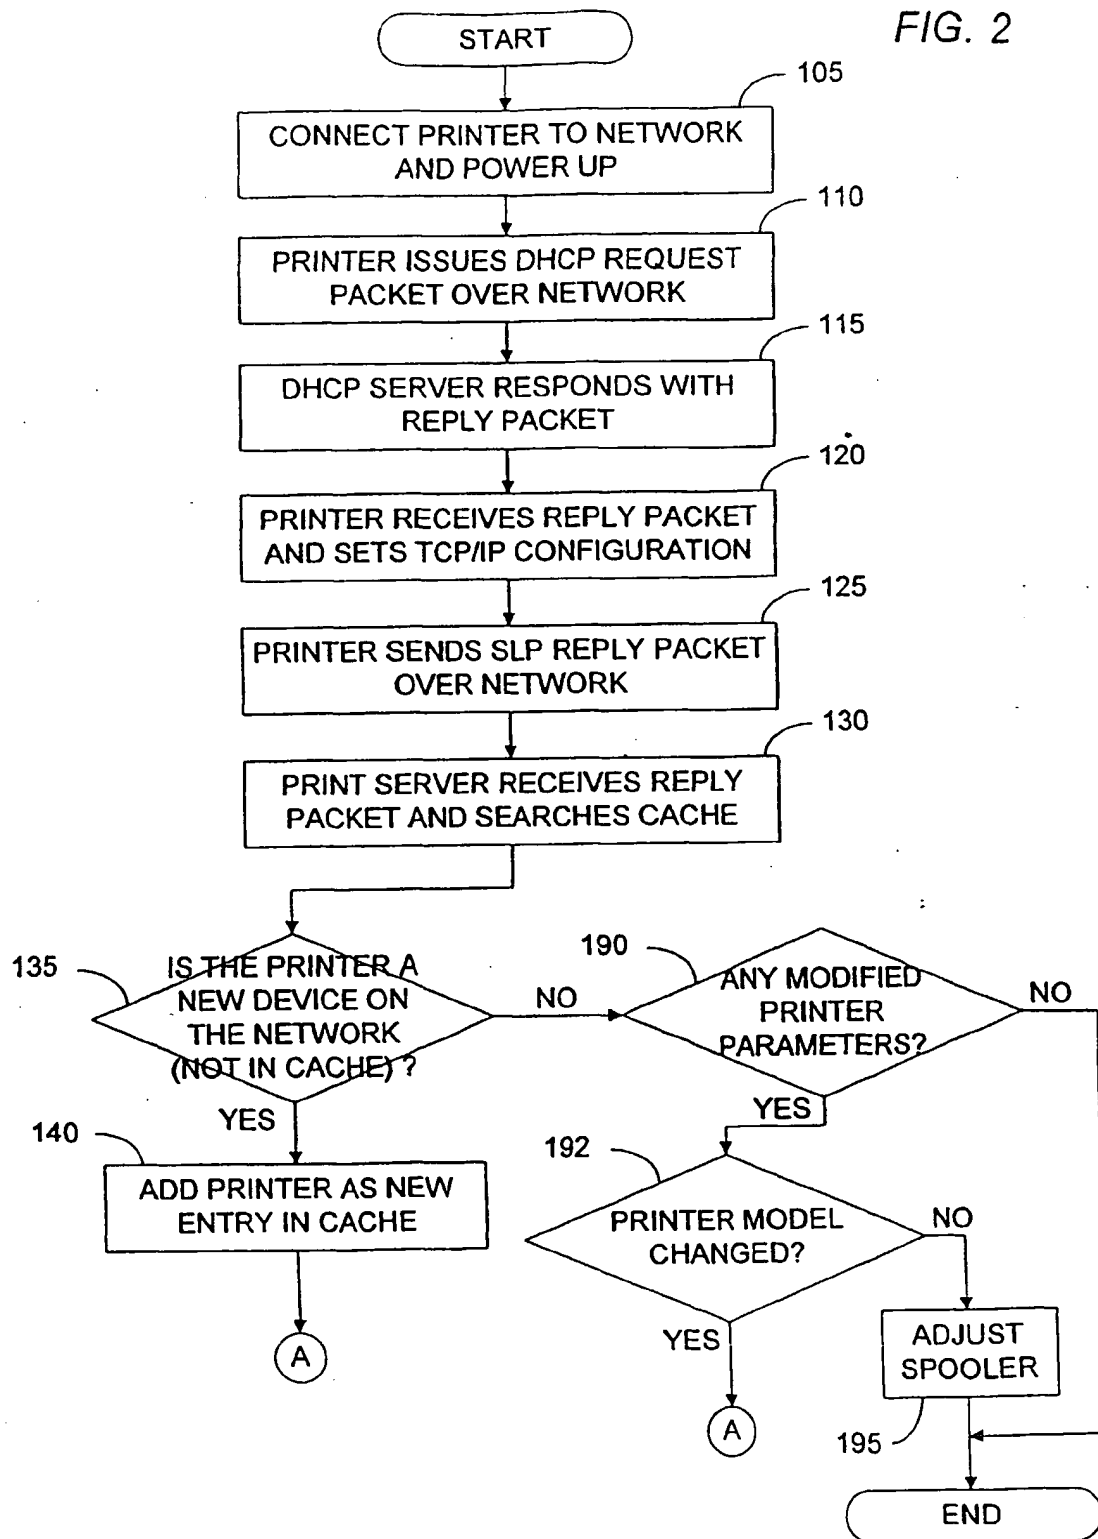 FIG. 2
START
105
CONNECT PRINTER TO NETWORK
AND POWER UP
110
PRINTER ISSUES DHCP REQUEST
PACKET OVER NETWORK
115
DHCP SERVER RESPONDS WITH
REPLY PACKET
120
PRINTER RECEIVES REPLY PACKET
AND SETS TCP/IP CONFIGURATION
125
PRINTER SENDS SLP REPLY PACKET
OVER NETWORK
130
PRINT SERVER RECEIVES REPLY
PACKET AND SEARCHES CACHE
135
IS THE PRINTER A
NEW DEVICE ON
THE NETWORK
(NOT IN CACHE) ?
NO
190
ANY MODIFIED
PRINTER
PARAMETERS?
NO
YES
YES
140
ADD PRINTER AS NEW
ENTRY IN CACHE
A
192
PRINTER MODEL
CHANGED?
NO
YES
A
ADJUST
SPOOLER
195
END